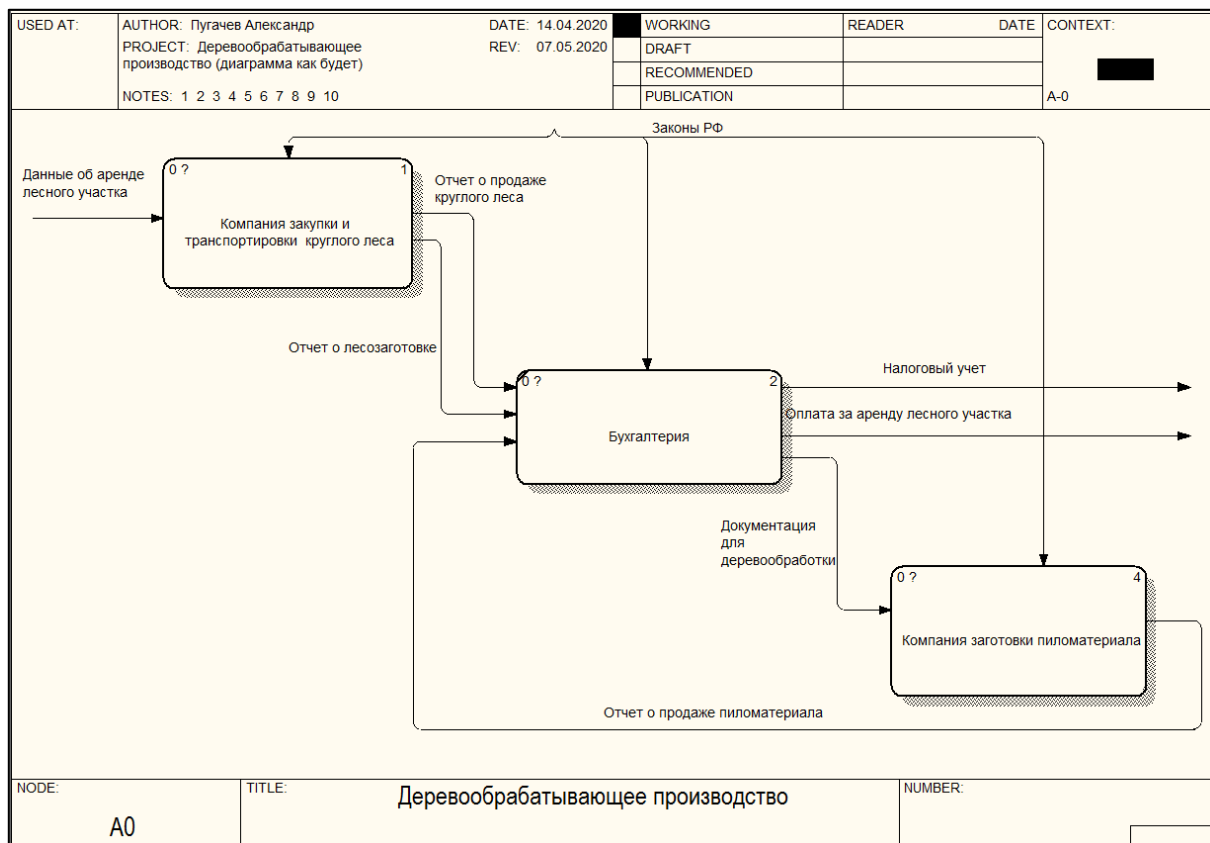 USED AT:
AUTHOR: Пугачев Александр
DATE: 14.04.2020
PROJECT: Деревообрабатывающее
производство (диаграмма как будет)
REV: 07.05.2020
NOTES: 1 2 3 4 5 6 7 8 9 10
WORKING
DRAFT
RECOMMENDED
PUBLICATION
READER DATE
CONTEXT:
A-0
Законы РФ
Данные об аренде
лесного участка
0 ? 1
Компания закупки и
транспортировки круглого леса
Отчет о продаже
круглого леса
Отчет о лесозаготовке
0 ? 2
Бухгалтерия
Налоговый учет
Оплата за аренду лесного участка
Документация
для
деревообработки
0 ? 4
Компания заготовки пиломатериала
Отчет о продаже пиломатериала
NODE:
A0
TITLE:
Деревообрабатывающее производство
NUMBER: